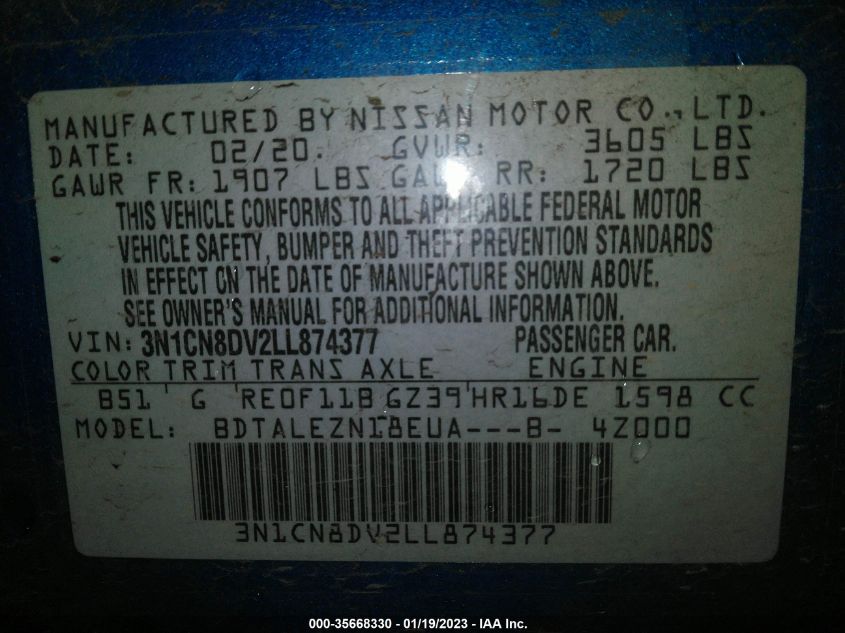 MANUFACTURED BY NISSAN MOTOR CO., LTD.
DATE: 02/20. GVWR: 3605 LBS
GAWR FR: 1907 LBS GAWR RR: 1720 LBS
THIS VEHICLE CONFORMS TO ALL APPLICABLE FEDERAL MOTOR
VEHICLE SAFETY, BUMPER AND THEFT PREVENTION STANDARDS
IN EFFECT ON THE DATE OF MANUFACTURE SHOWN ABOVE.
SEE OWNER'S MANUAL FOR ADDITIONAL INFORMATION.
VIN: 3N1CN8DV2LL874377 PASSENGER CAR.
COLOR TRIM TRANS AXLE ENGINE
B51 G RE0F11B GZ39 HR16DE 1598 CC
MODEL: BDTALEZN18EUA---B- 4Z000
3N1CN8DV2LL874377
000-35668330 - 01/19/2023 - IAA Inc.